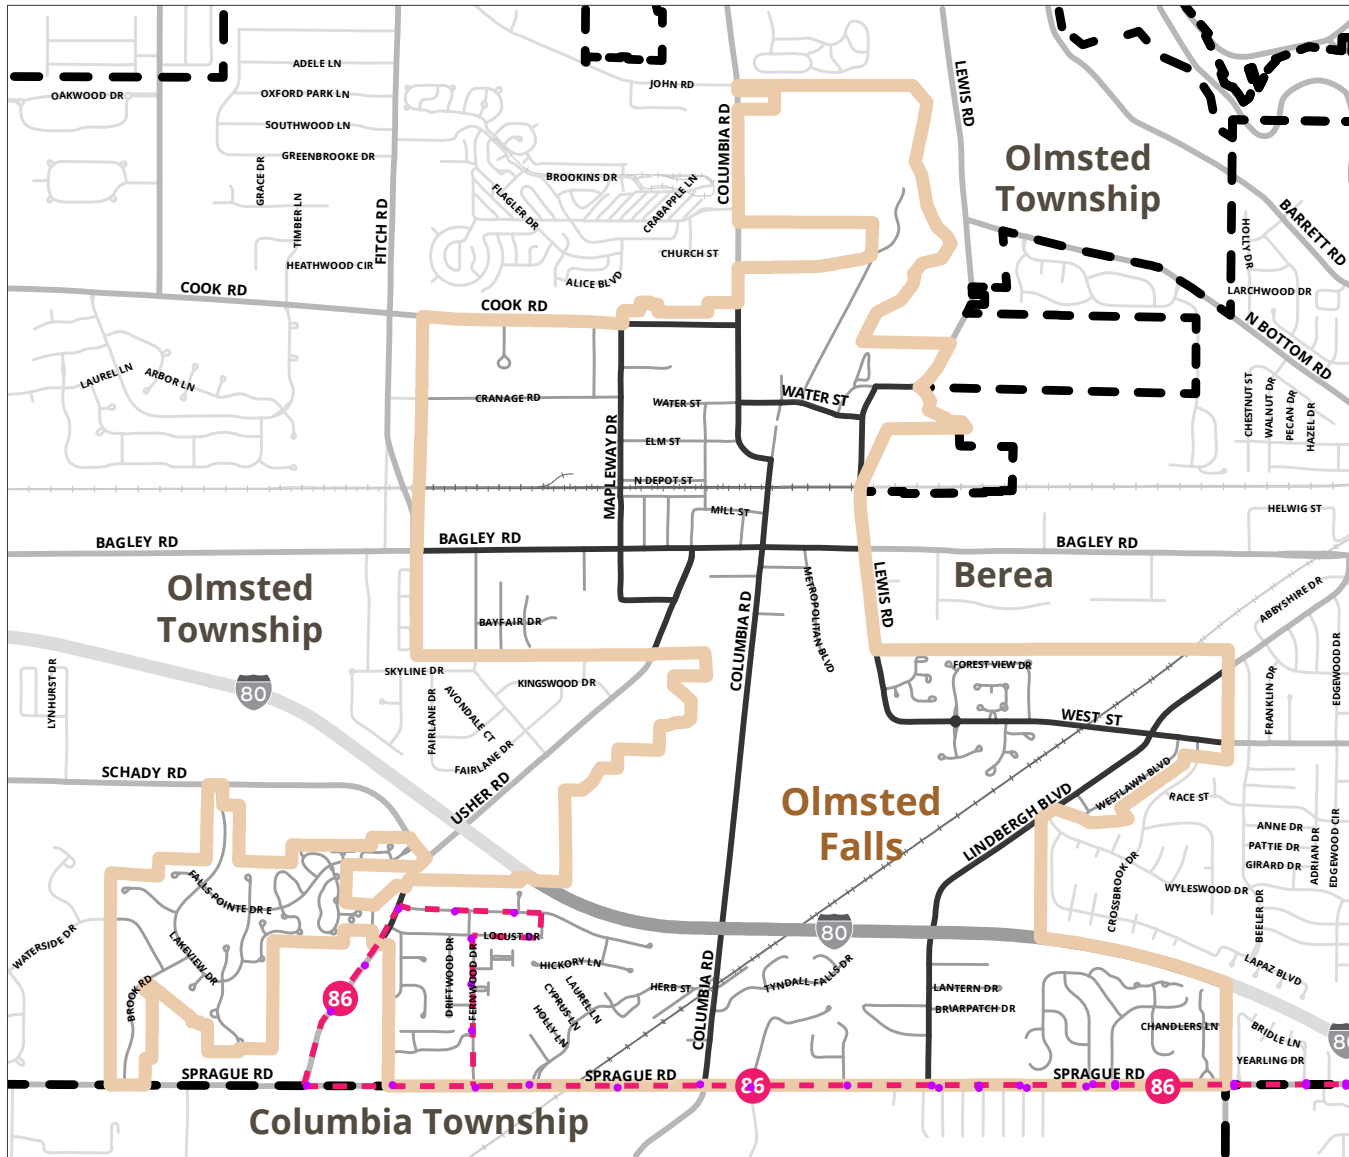 ADELE LN
OAKWOOD DR
OXFORD PARK LN
SOUTHWOOD LN
GREENBROOKE DR
GRACE DR
TIMBER LN
HEATHWOOD CIR
FITCH RD
JOHN RD
COLUMBIA RD
LEWIS RD
BROOKINS DR
FLAGLER DR
CRABAPPLE LN
CHURCH ST
ALICE BLVD
Olmsted
Township
BARRETT RD
HOLLY DR
LARCHWOOD DR
N BOTTOM RD
COOK RD
COOK RD
LAUREL LN
ARBOR LN
CRANAGE RD
WATER ST
WATER ST
ELM ST
MAPLEWAY DR
N DEPOT ST
MILL ST
CHESTNUT ST
WALNUT DR
PECAN DR
HAZEL DR
HELWIG ST
BAGLEY RD
BAGLEY RD
BAGLEY RD
Olmsted
Township
Berea
LEWIS RD
METROPOLITAN BLVD
COLUMBIA RD
ABBYSHIRE DR
BAYFAIR DR
SKYLINE DR
KINGSWOOD DR
FAIRLANE DR
AVONDALE CT
FAIRLANE DR
LYNHURST DR
80
FOREST VIEW DR
WEST ST
FRANKLIN DR
EDGEWOOD DR
SCHADY RD
USHER RD
Olmsted
Falls
LINDBERGH BLVD
WESTLAWN BLVD
RACE ST
ANNE DR
PATTIE DR
GIRARD DR
ADRIAN DR
EDGEWOOD CIR
WYLESWOOD DR
CROSSBROOK DR
BEELER DR
FALLS POINTE DR E
LAKEVIEW DR
WATERSIDE DR
BROOK RD
LOCUST DR
DRIFTWOOD DR
FERNWOOD DR
HICKORY LN
LAUREL LN
CYPRUS LN
HOLLY LN
HERB ST
COLUMBIA RD
80
TYNDALL FALLS DR
LANTERN DR
BRIARPATCH DR
LAPAZ BLVD
CHANDLERS LN
BRIDLE LN
YEARLING DR
80
86
SPRAGUE RD
SPRAGUE RD
86
SPRAGUE RD
86
Columbia Township